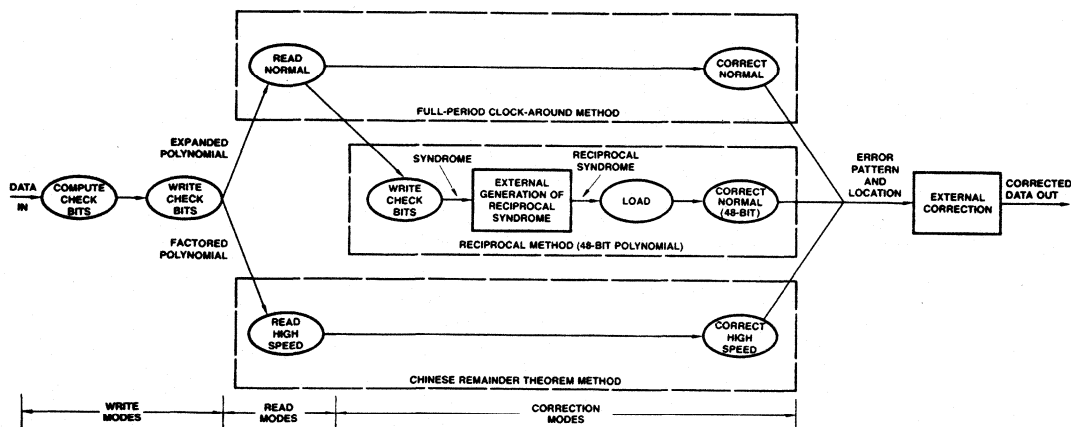 READ
NORMAL
CORRECT
NORMAL
FULL-PERIOD CLOCK-AROUND METHOD
EXPANDED
POLYNOMIAL
DATA
IN
COMPUTE
CHECK
BITS
WRITE
CHECK
BITS
FACTORED
POLYNOMIAL
SYNDROME
RECIPROCAL
SYNDROME
WRITE
CHECK
BITS
EXTERNAL
GENERATION OF
RECIPROCAL
SYNDROME
LOAD
CORRECT
NORMAL
(48-BIT)
RECIPROCAL METHOD (48-BIT POLYNOMIAL)
ERROR
PATTERN
AND
LOCATION
EXTERNAL
CORRECTION
CORRECTED
DATA OUT
READ
HIGH
SPEED
CORRECT
HIGH
SPEED
CHINESE REMAINDER THEOREM METHOD
WRITE
MODES
READ
MODES
CORRECTION
MODES